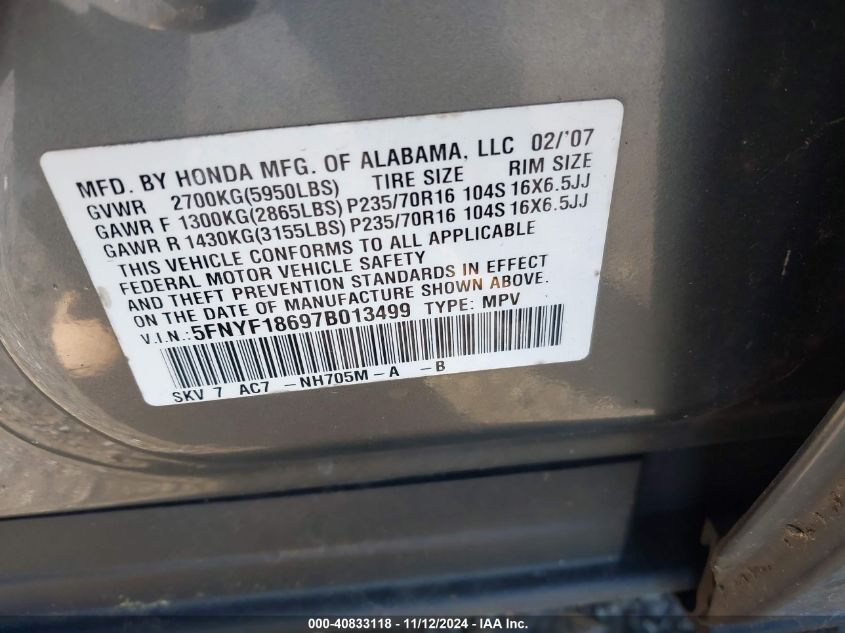 MFD. BY HONDA MFG. OF ALABAMA, LLC 02/'07
GVWR 2700KG(5950LBS) TIRE SIZE RIM SIZE
GAWR F 1300KG(2865LBS) P235/70R16 104S 16X6.5JJ
GAWR R 1430KG(3155LBS) P235/70R16 104S 16X6.5JJ
THIS VEHICLE CONFORMS TO ALL APPLICABLE
FEDERAL MOTOR VEHICLE SAFETY
AND THEFT PREVENTION STANDARDS IN EFFECT
ON THE DATE OF MANUFACTURE SHOWN ABOVE.
V.I.N.: 5FNYF18697B013499 TYPE: MPV
SKV 7 AC7 -NH705M-A -B
000-40833118 - 11/12/2024 - IAA Inc.